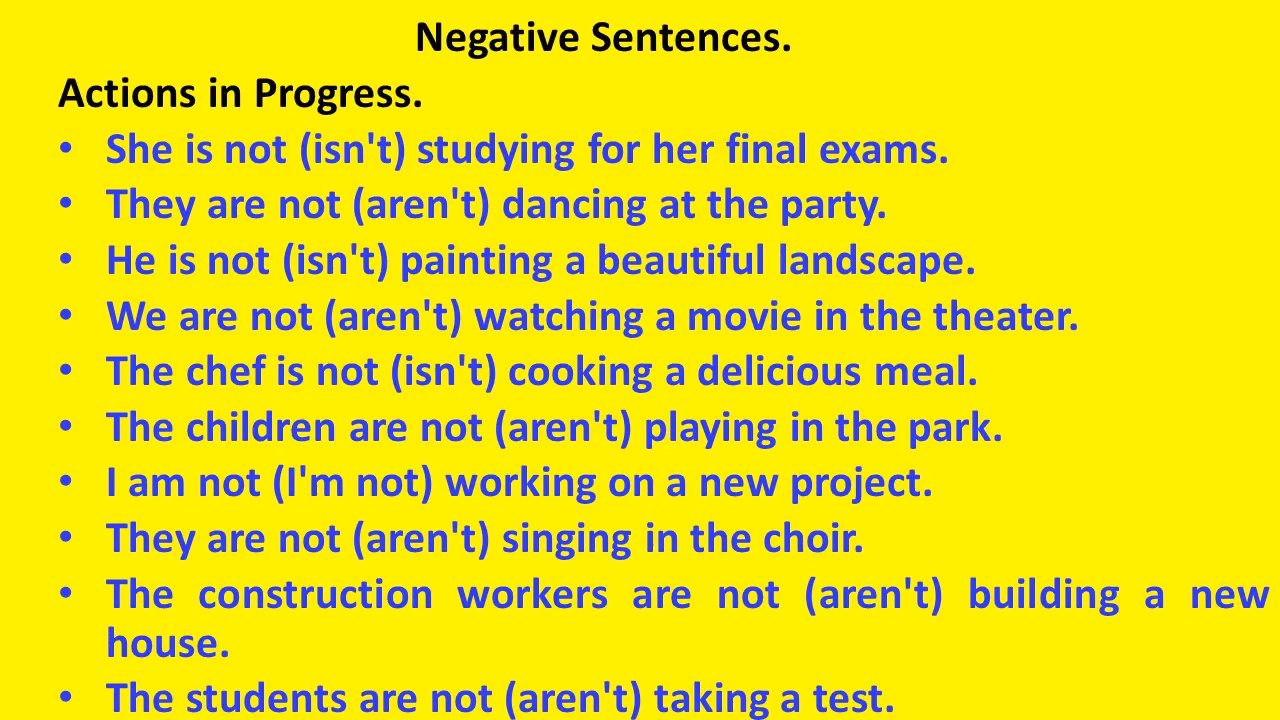 Negative Sentences.
Actions in Progress.
• She is not (isn't) studying for her final exams.
• They are not (aren't) dancing at the party.
• He is not (isn't) painting a beautiful landscape.
• We are not (aren't) watching a movie in the theater.
• The chef is not (isn't) cooking a delicious meal.
• The children are not (aren't) playing in the park.
• I am not (I'm not) working on a new project.
• They are not (aren't) singing in the choir.
• The construction workers are not (aren't) building a new
house.
• The students are not (aren't) taking a test.